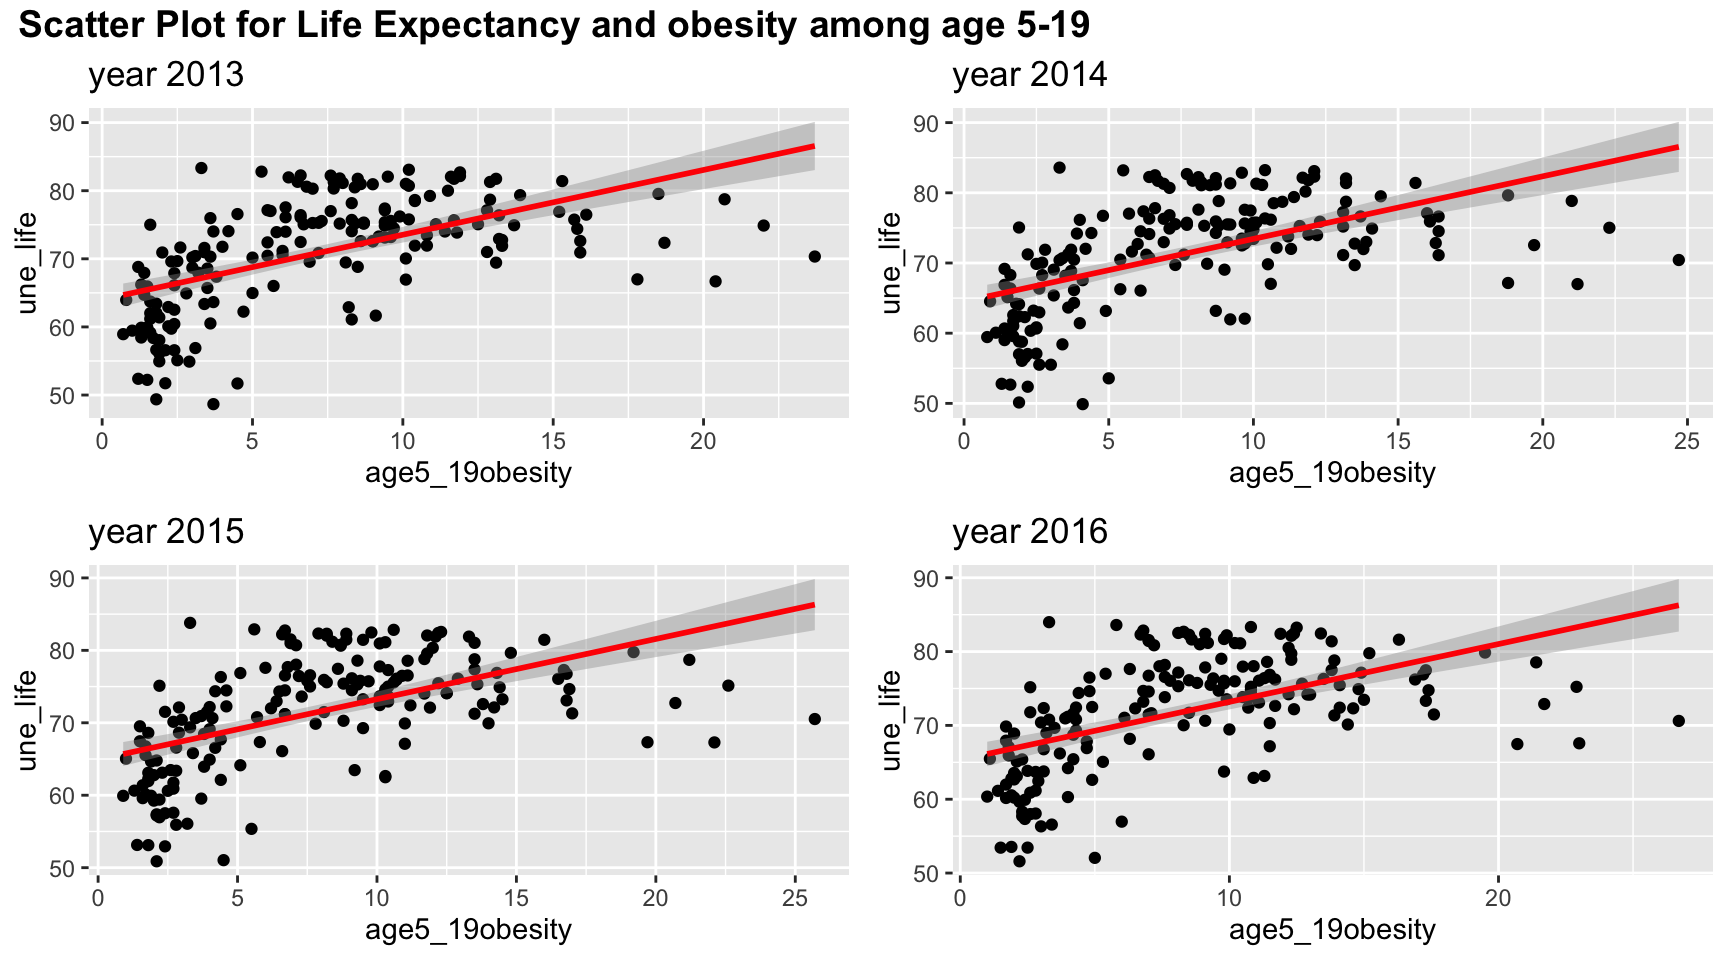 Scatter Plot for Life Expectancy and obesity among age 5-19
year 2013
90
80
70
60
50
une_life
0 5 10 15 20
age5_19obesity
year 2014
90
80
70
60
50
une_life
0 5 10 15 20 25
age5_19obesity
year 2015
90
80
70
60
50
une_life
0 5 10 15 20 25
age5_19obesity
year 2016
90
80
70
60
50
une_life
0 10 20
age5_19obesity